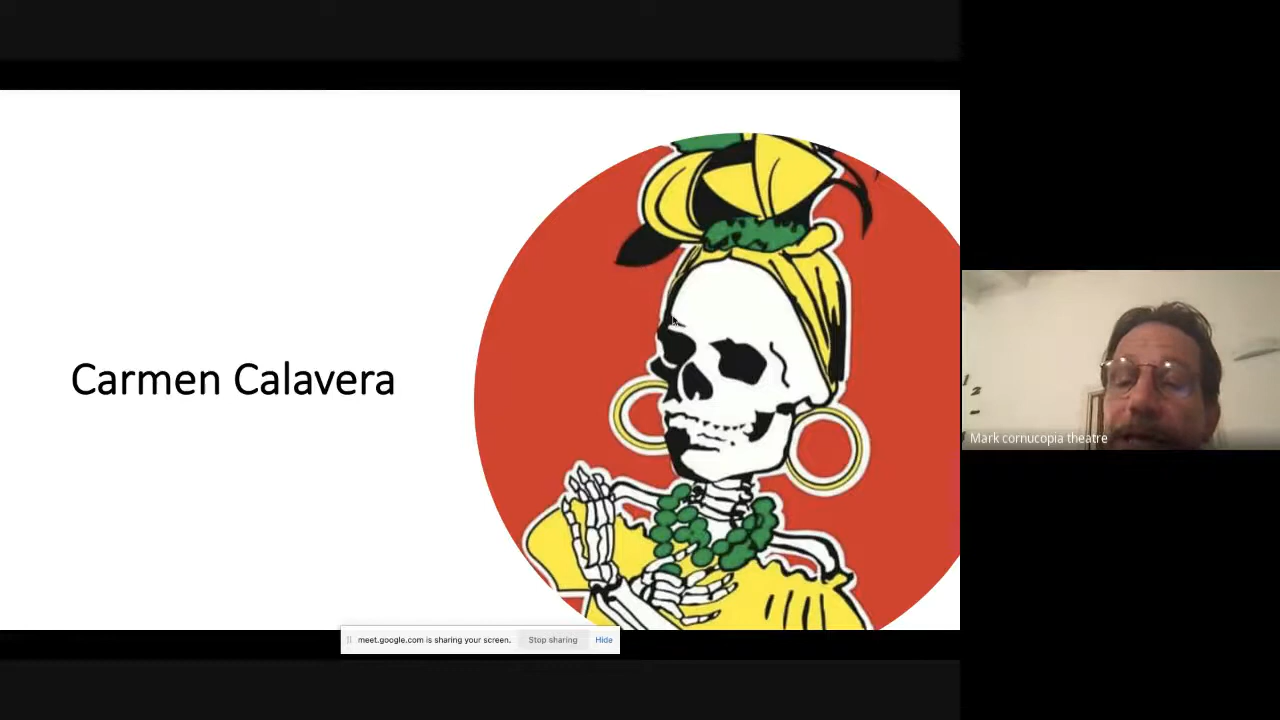 Carmen Calavera
Mark cornucopia theatre
meet.google.com is sharing your screen.
Stop sharing
Hide